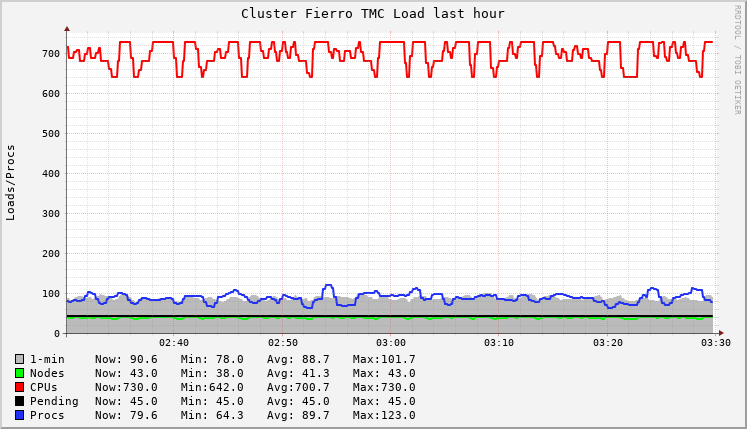 Cluster Fierro TMC Load last hour
RRDTOOL / TOBI OETIKER
Loads/Procs
700
600
500
400
300
200
100
0
02:40 02:50 03:00 03:10 03:20 03:30
1-min Now: 90.6 Min: 78.0 Avg: 88.7 Max:101.7
Nodes Now: 43.0 Min: 38.0 Avg: 41.3 Max: 43.0
CPUs Now:730.0 Min:642.0 Avg:700.7 Max:730.0
Pending Now: 45.0 Min: 45.0 Avg: 45.0 Max: 45.0
Procs Now: 79.6 Min: 64.3 Avg: 89.7 Max:123.0